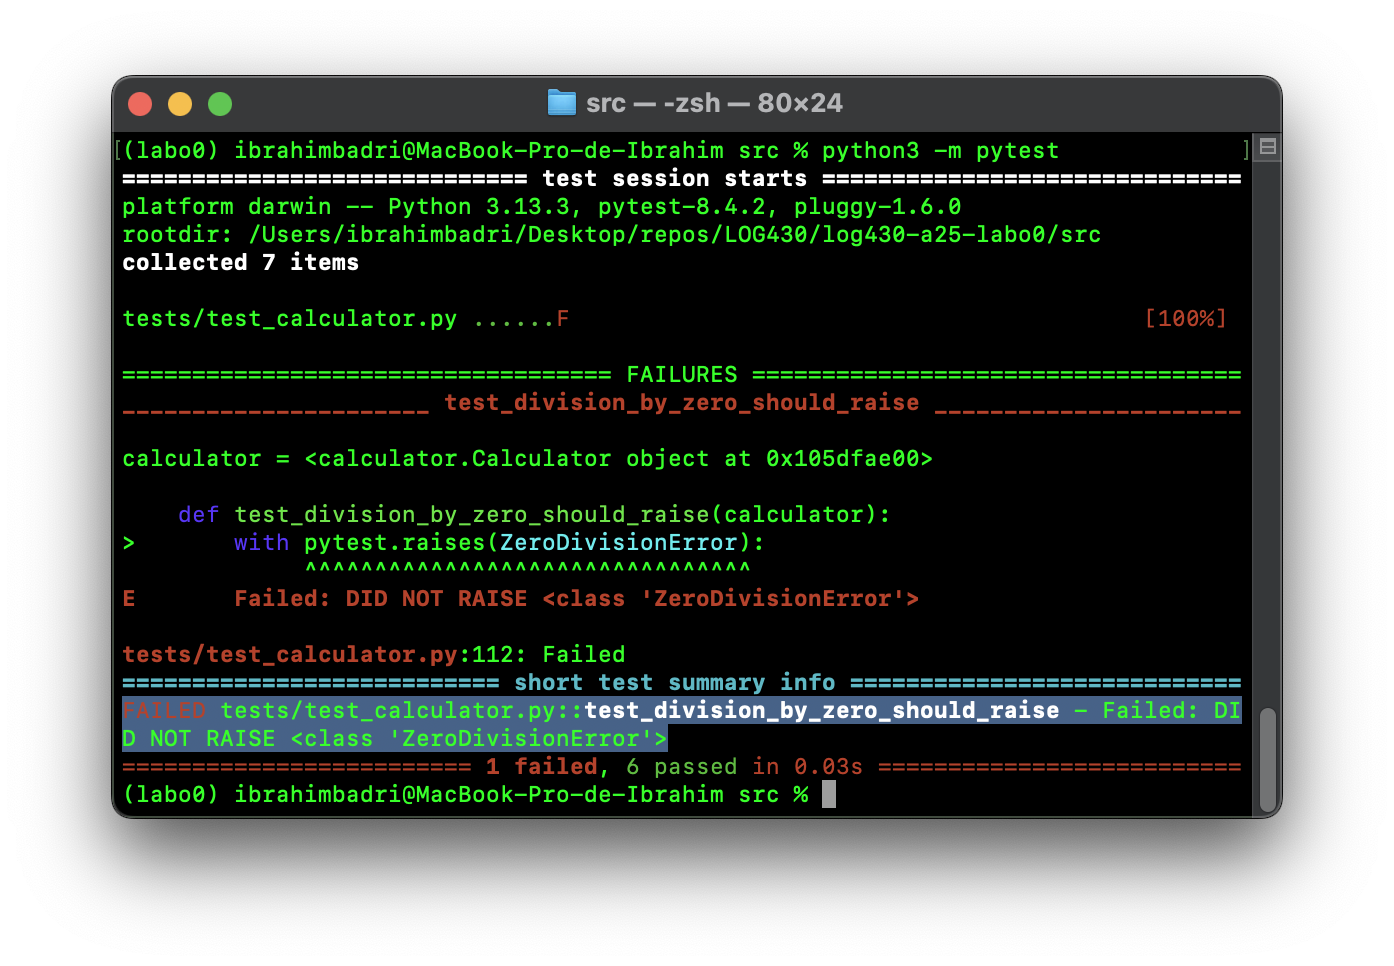 src — -zsh — 80×24
[(labo0) ibrahimbadri@MacBook-Pro-de-Ibrahim src % python3 -m pytest ]
============================= test session starts ==============================
platform darwin -- Python 3.13.3, pytest-8.4.2, pluggy-1.6.0
rootdir: /Users/ibrahimbadri/Desktop/repos/LOG430/log430-a25-labo0/src
collected 7 items
tests/test_calculator.py ......F [100%]
=================================== FAILURES ===================================
______________________ test_division_by_zero_should_raise ______________________
calculator = <calculator.Calculator object at 0x105dfae00>
    def test_division_by_zero_should_raise(calculator):
>       with pytest.raises(ZeroDivisionError):
             ^^^^^^^^^^^^^^^^^^^^^^^^^^^^^^^^
E       Failed: DID NOT RAISE <class 'ZeroDivisionError'>
tests/test_calculator.py:112: Failed
=========================== short test summary info ============================
FAILED tests/test_calculator.py::test_division_by_zero_should_raise - Failed: DI
D NOT RAISE <class 'ZeroDivisionError'>
========================= 1 failed, 6 passed in 0.03s ==========================
(labo0) ibrahimbadri@MacBook-Pro-de-Ibrahim src %